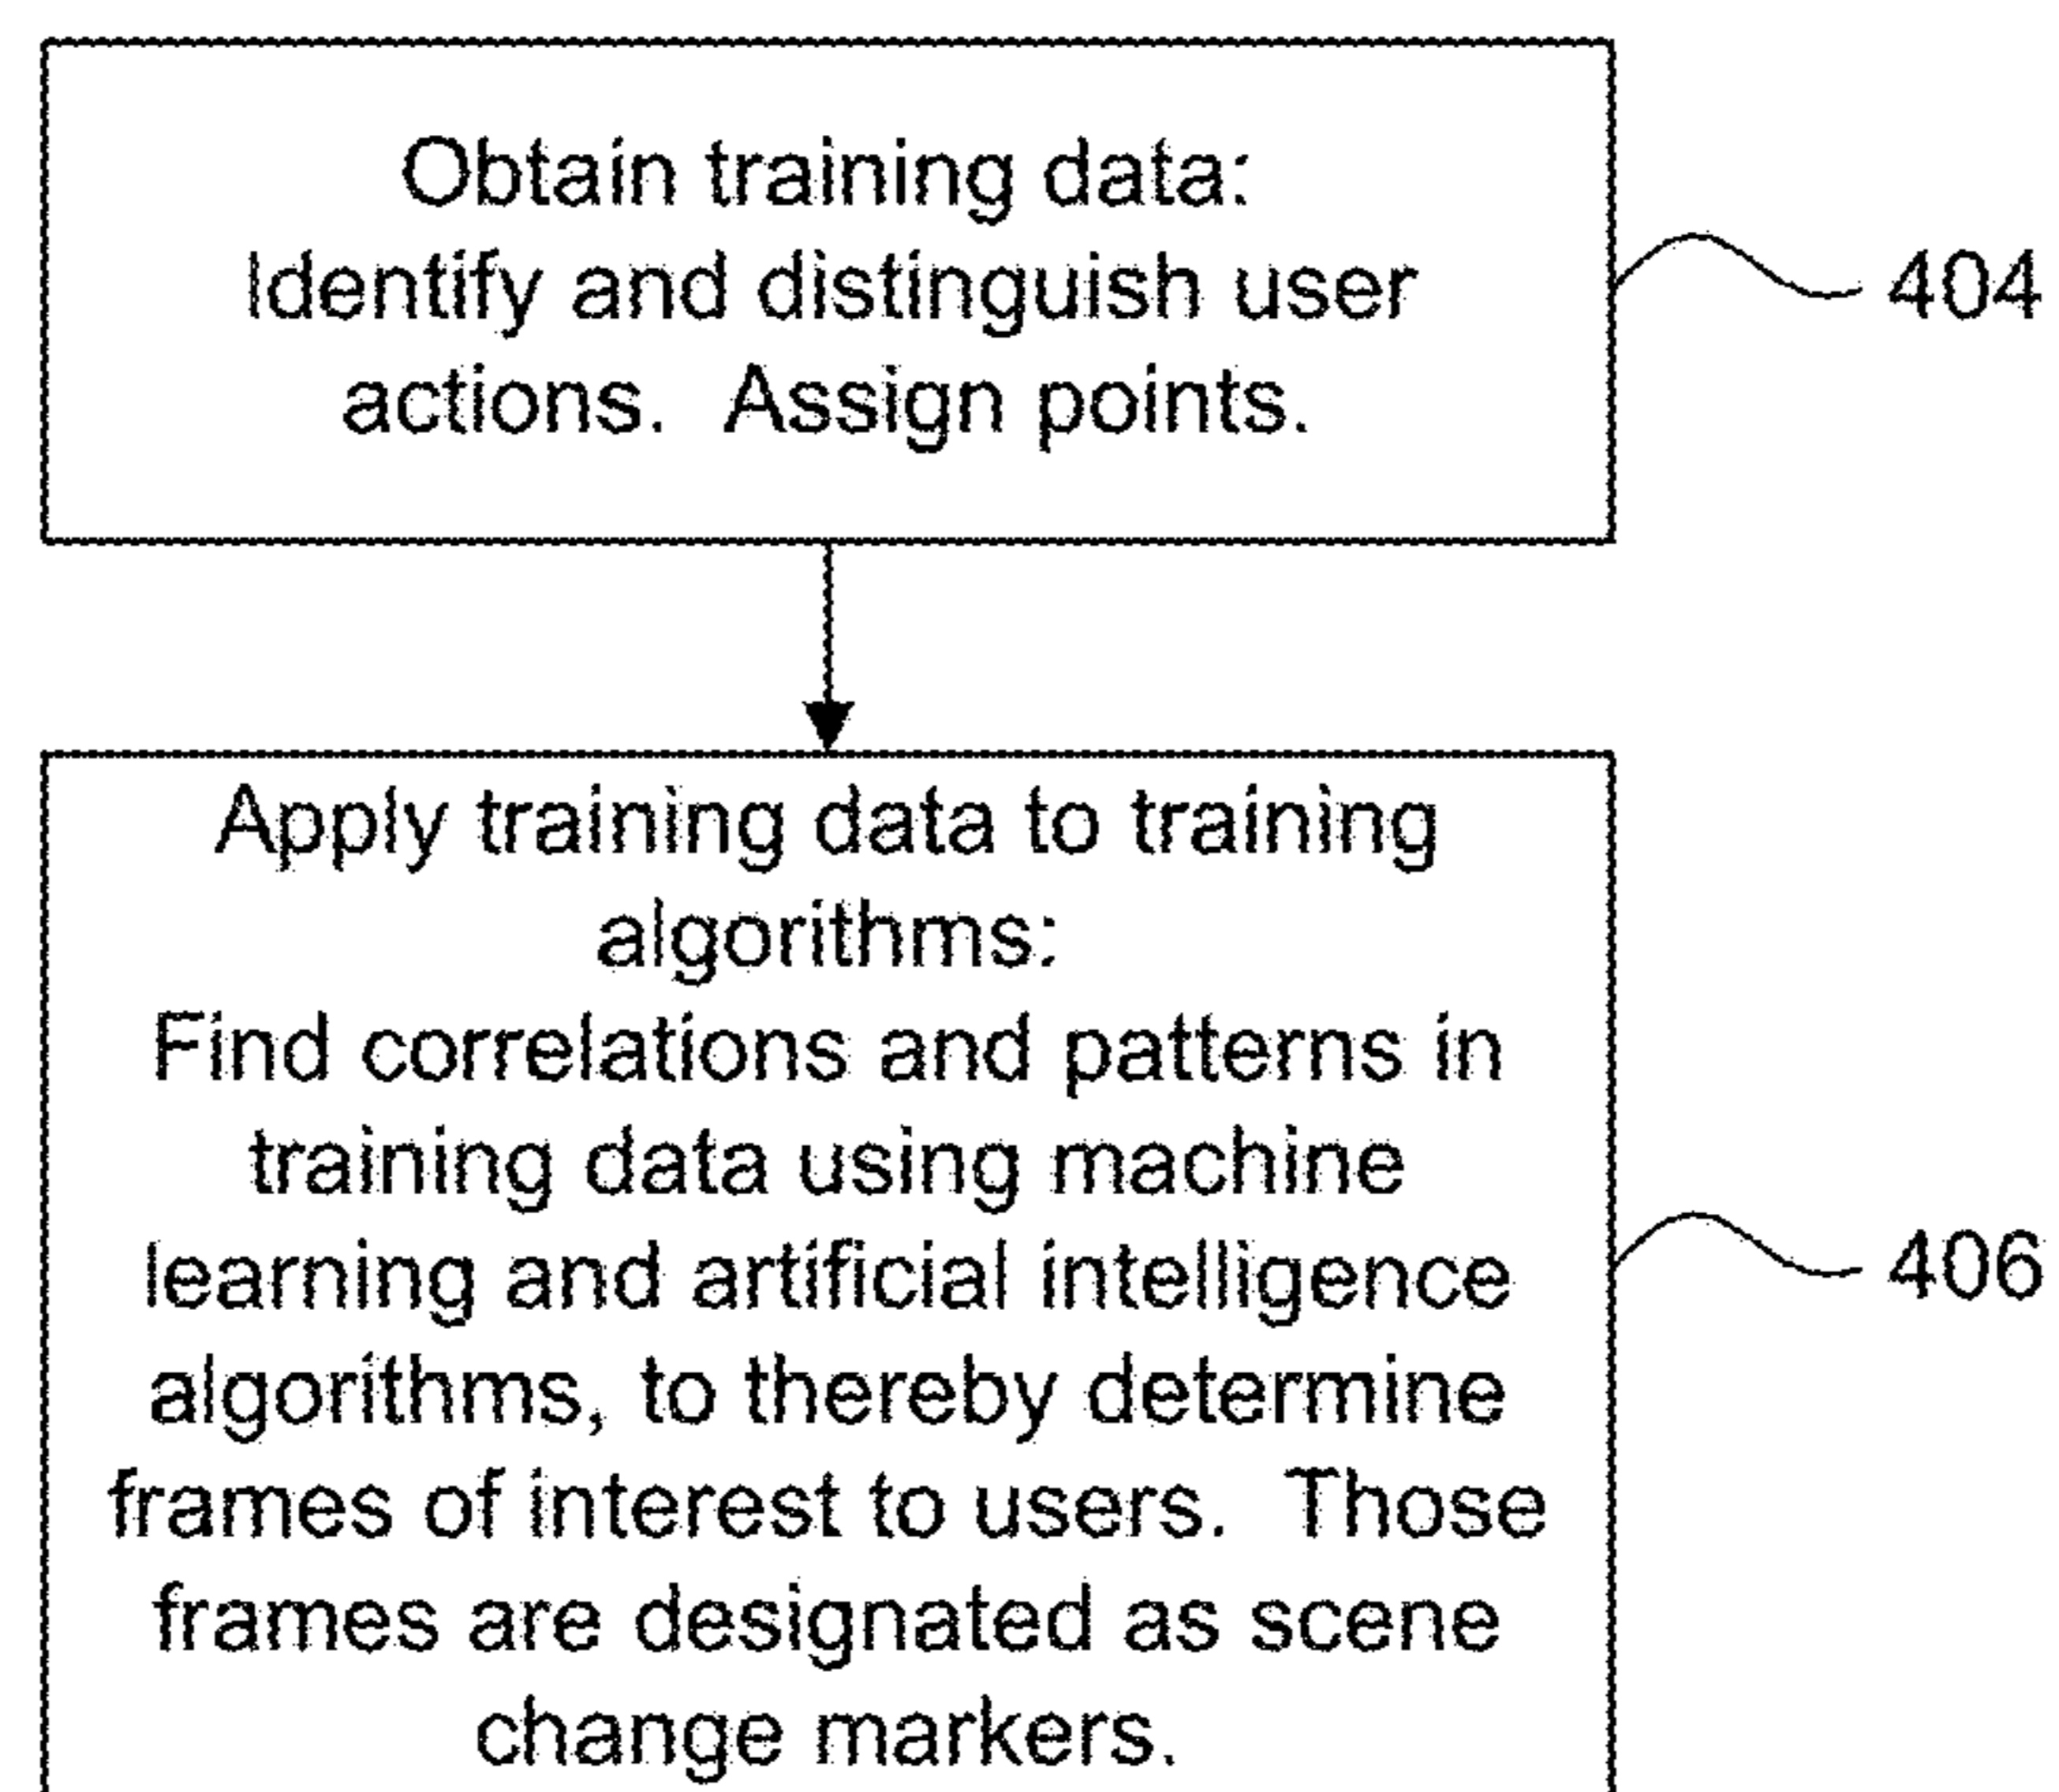 Obtain training data:
Identify and distinguish user
actions. Assign points.
404
Apply training data to training
algorithms:
Find correlations and patterns in
training data using machine
learning and artificial intelligence
algorithms, to thereby determine
frames of interest to users. Those
frames are designated as scene
change markers.
406